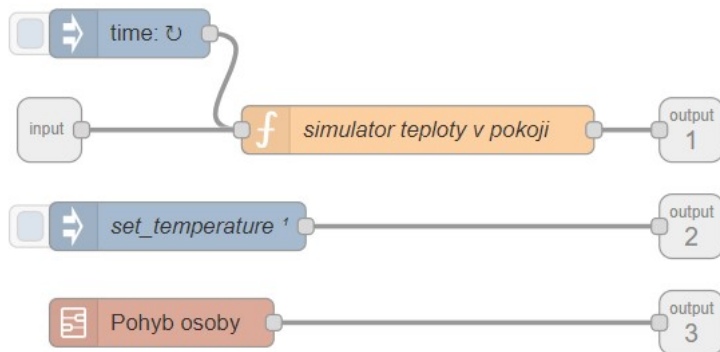 time: ↻
input
simulator teploty v pokoji
output
1
set_temperature ¹
output
2
Pohyb osoby
output
3